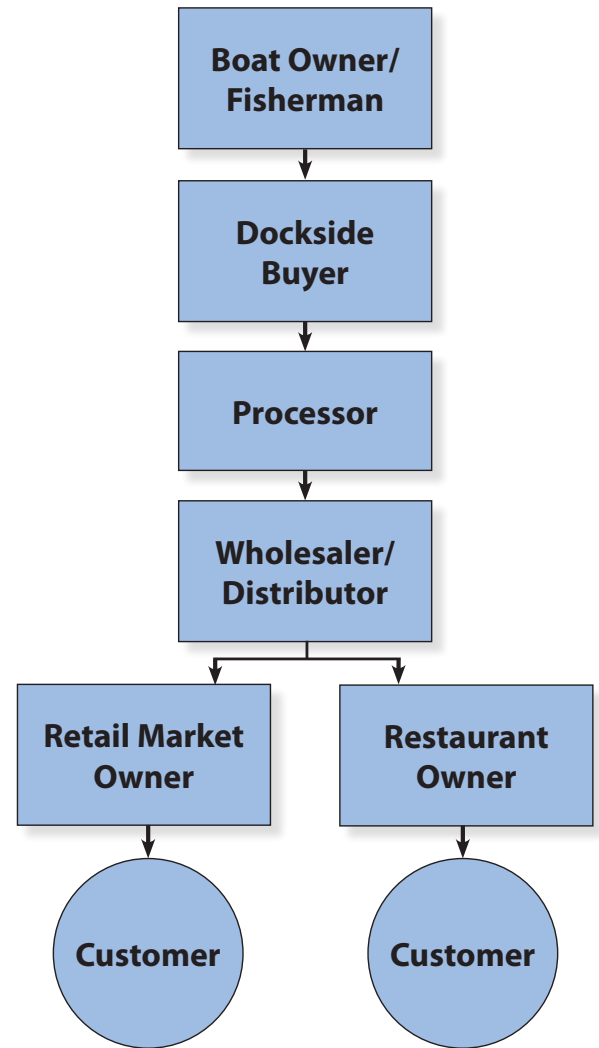 Boat Owner/
Fisherman
Dockside
Buyer
Processor
Wholesaler/
Distributor
Retail Market
Owner
Restaurant
Owner
Customer
Customer